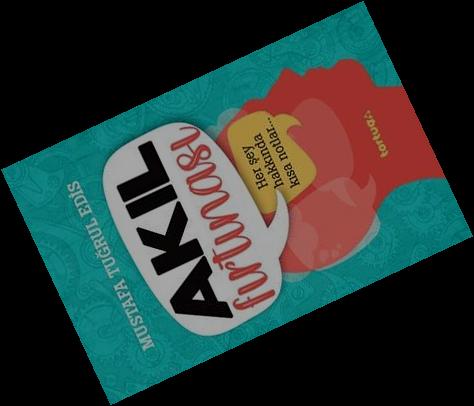 MUSTAFA TUĞRUL EDİS
AKIL
fırtınası
Her şey
hakkında
kısa notlar...
tortuga